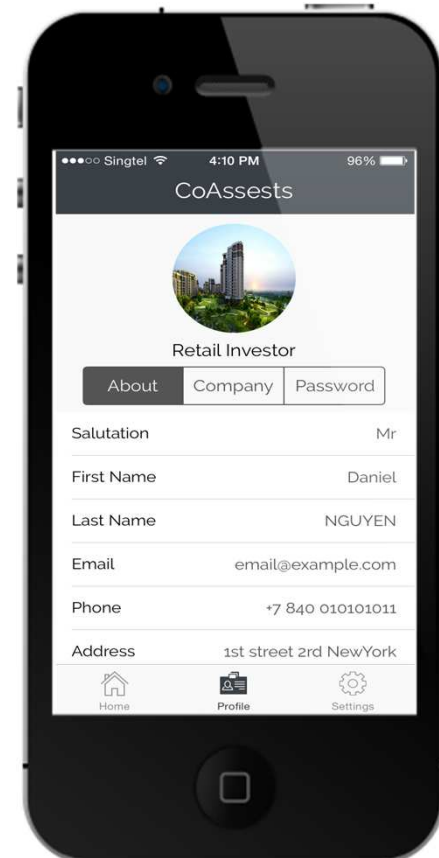 Singtel 4:10 PM 96%
CoAssests
Retail Investor
About Company Password
Salutation Mr
First Name Daniel
Last Name NGUYEN
Email email@example.com
Phone +7 840 010101011
Address 1st street 2rd NewYork
Home Profile Settings